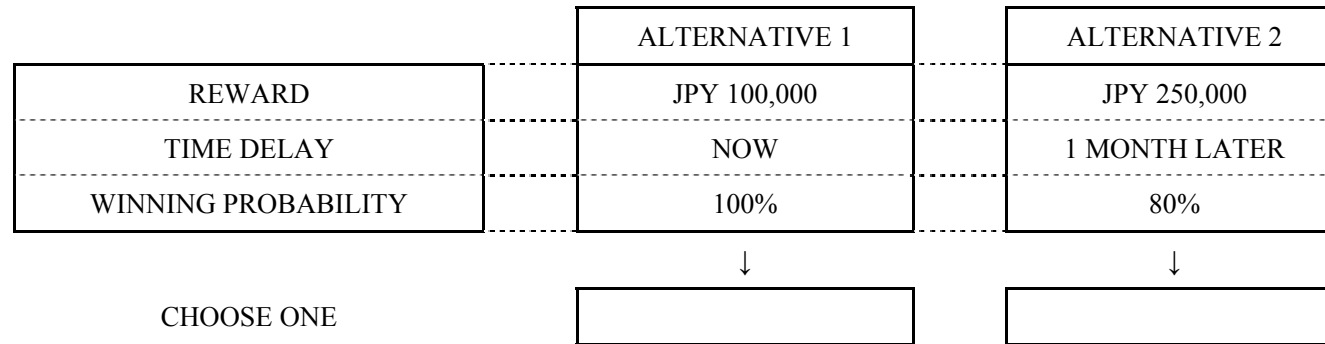 ALTERNATIVE 1 ALTERNATIVE 2
REWARD JPY 100,000 JPY 250,000
TIME DELAY NOW 1 MONTH LATER
WINNING PROBABILITY 100% 80%
↓ ↓
CHOOSE ONE